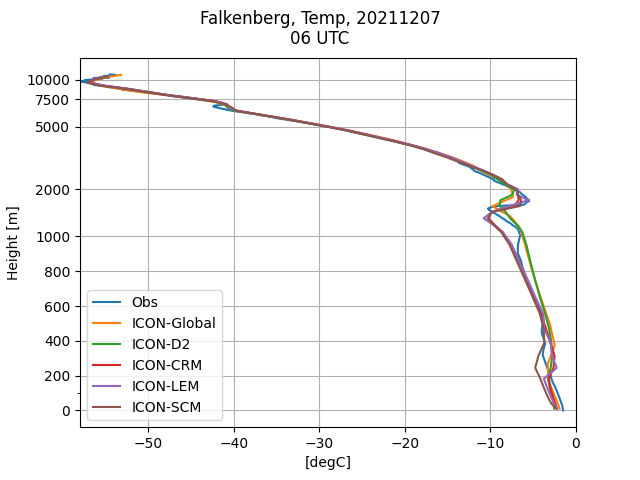 Falkenberg, Temp, 20211207
06 UTC
10000
7500
5000
2000
1000
800
600
400
200
0
Height [m]
Obs
ICON-Global
ICON-D2
ICON-CRM
ICON-LEM
ICON-SCM
−50 −40 −30 −20 −10 0
[degC]